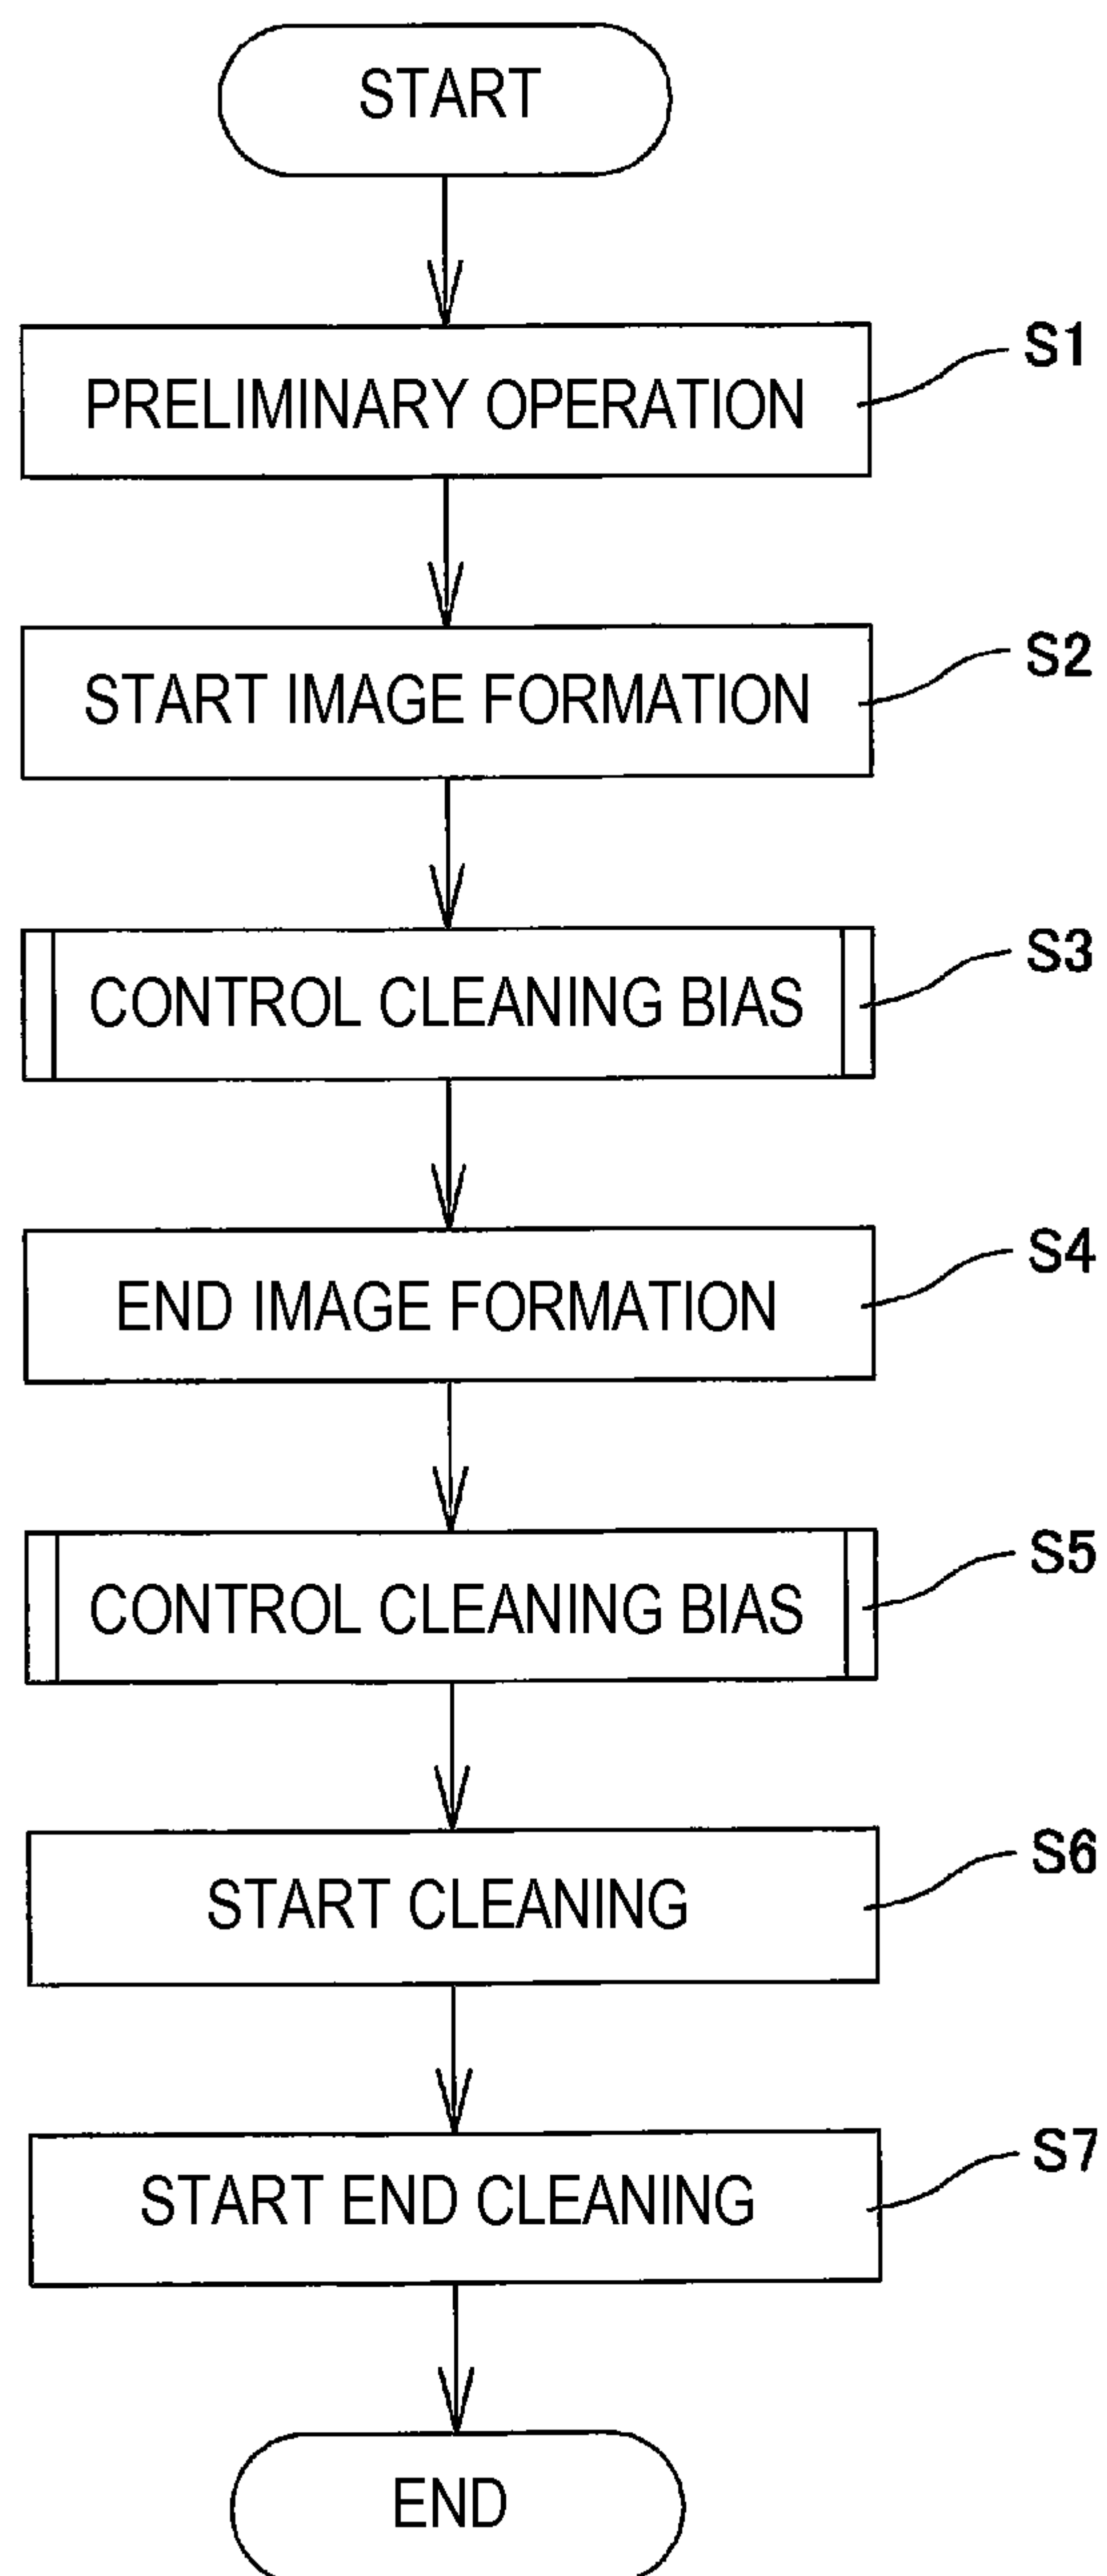 START
PRELIMINARY OPERATION
S1
START IMAGE FORMATION
S2
CONTROL CLEANING BIAS
S3
END IMAGE FORMATION
S4
CONTROL CLEANING BIAS
S5
START CLEANING
S6
START END CLEANING
S7
END